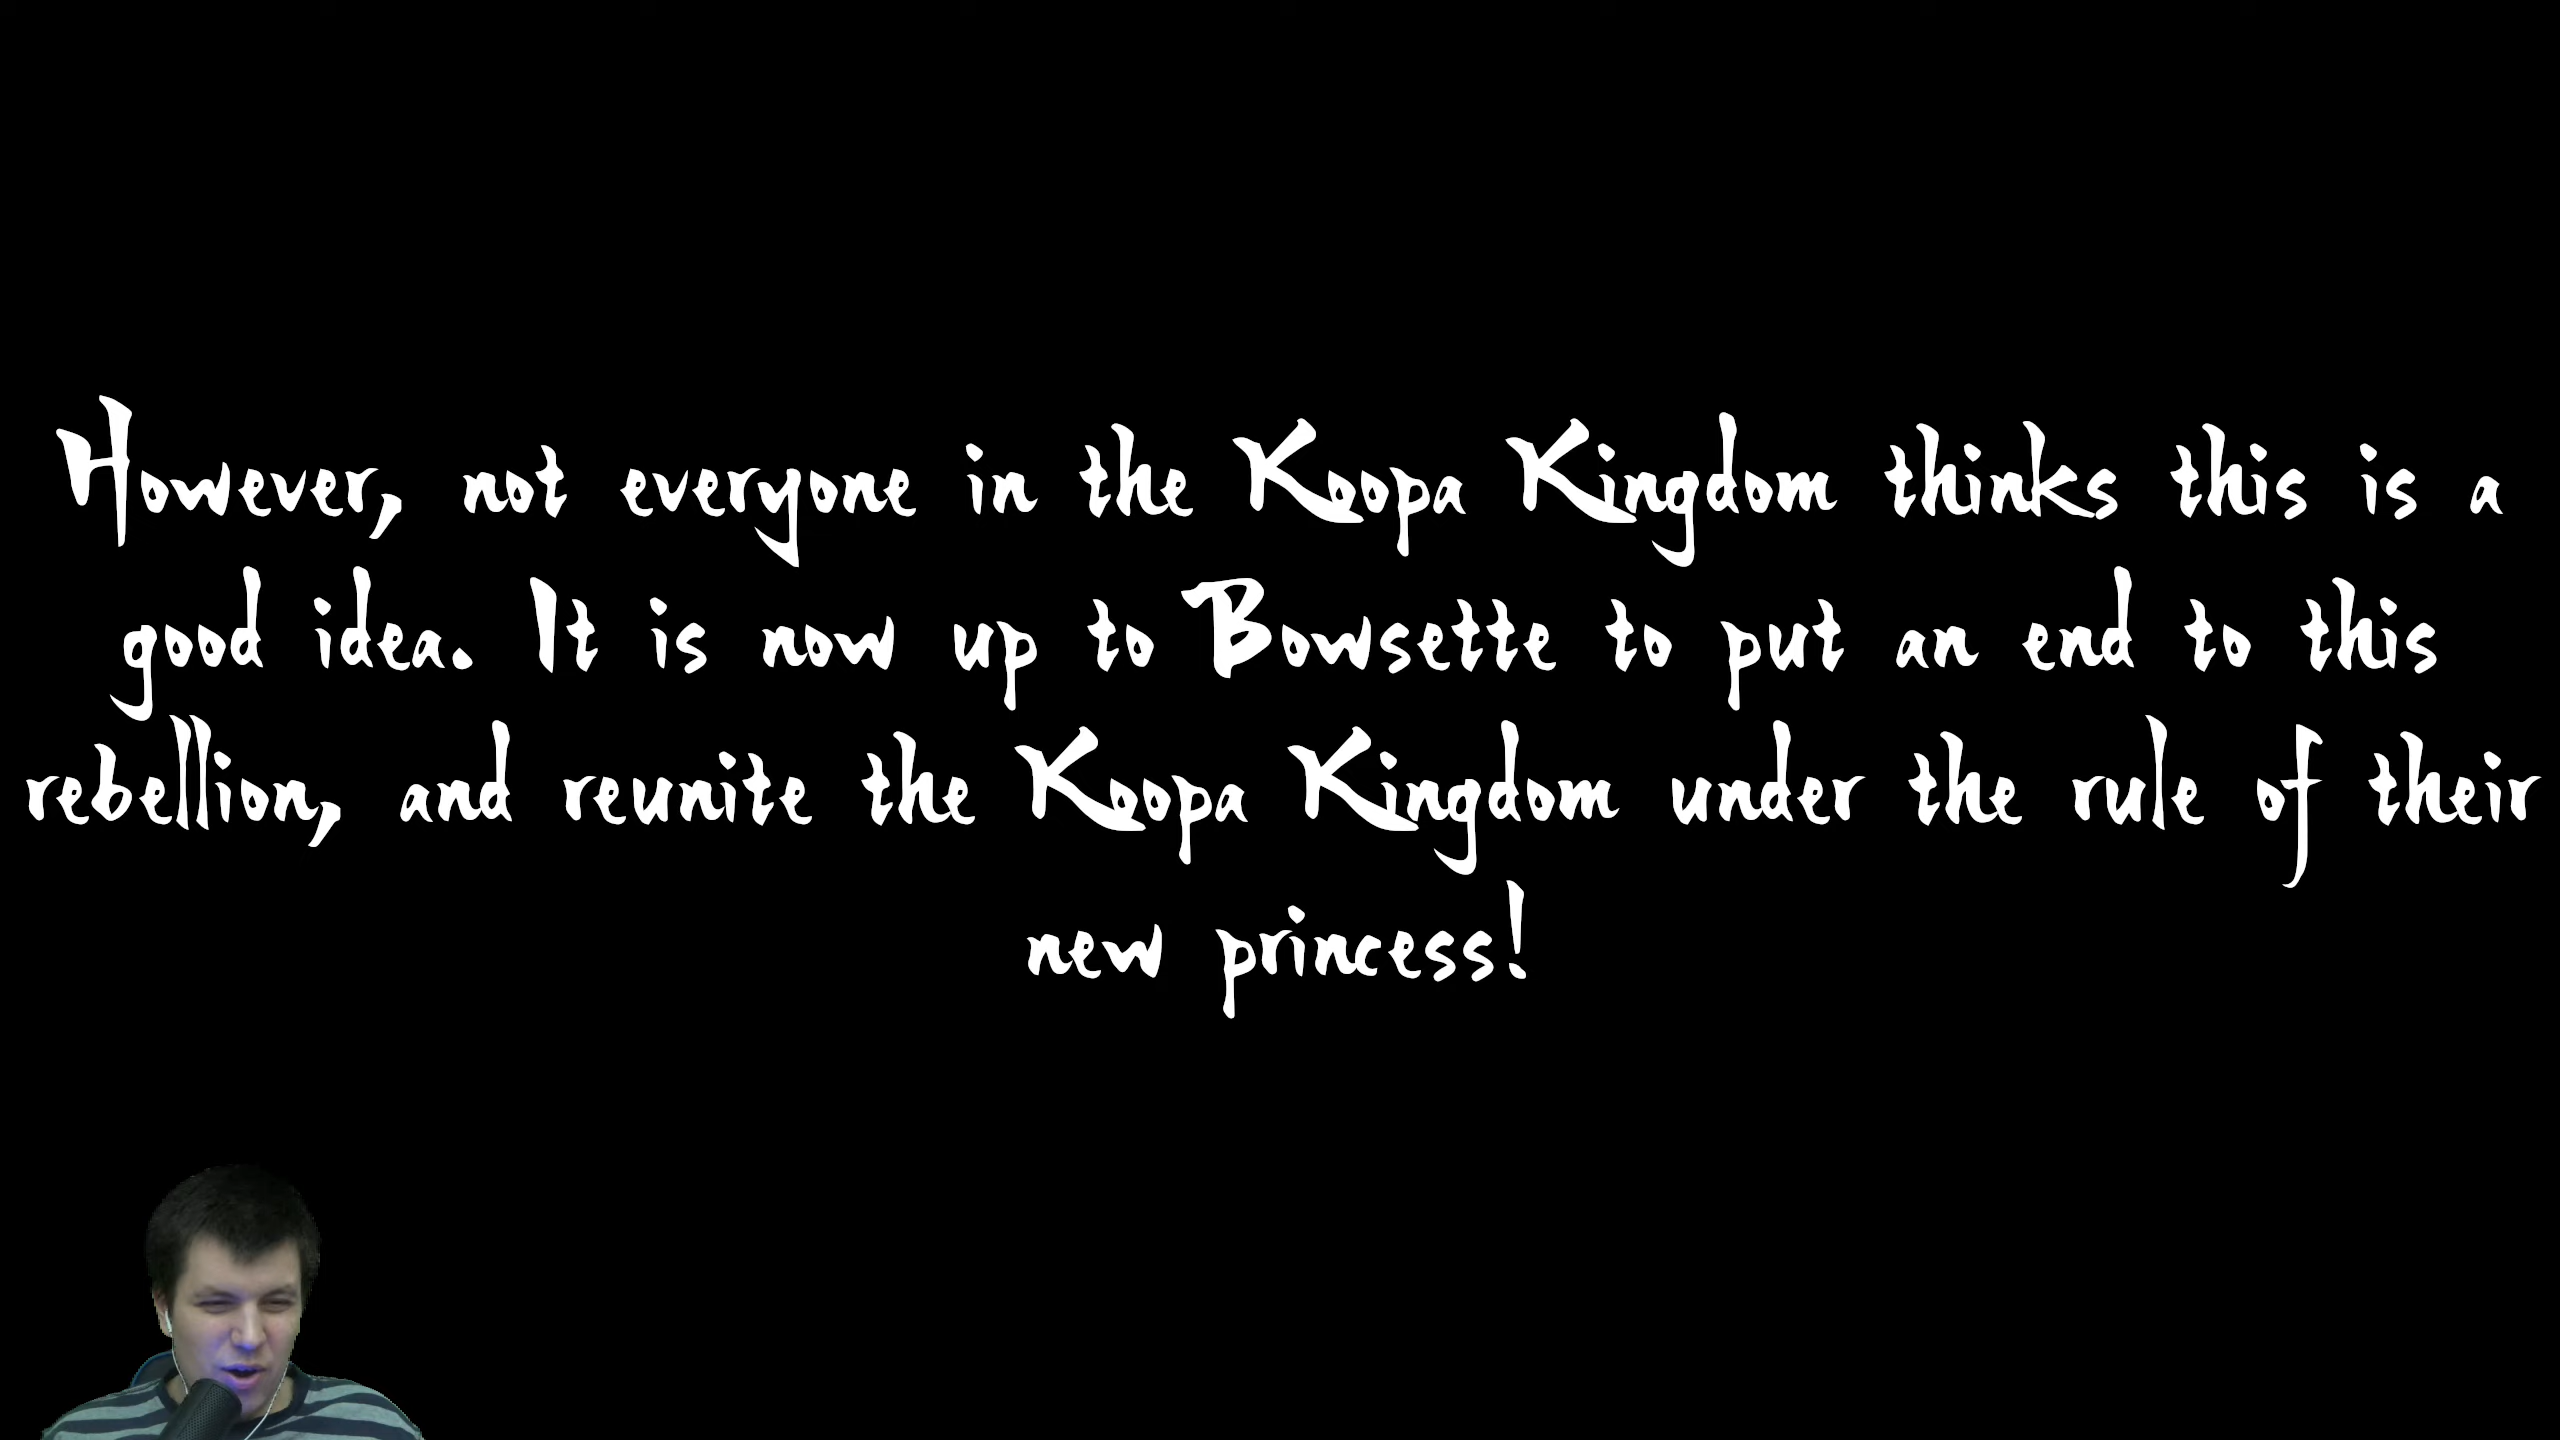 However, not everyone in the Koopa Kingdom thinks this is a
good idea. It is now up to Bowsette to put an end to this
rebellion, and reunite the Koopa Kingdom under the rule of their
new princess!